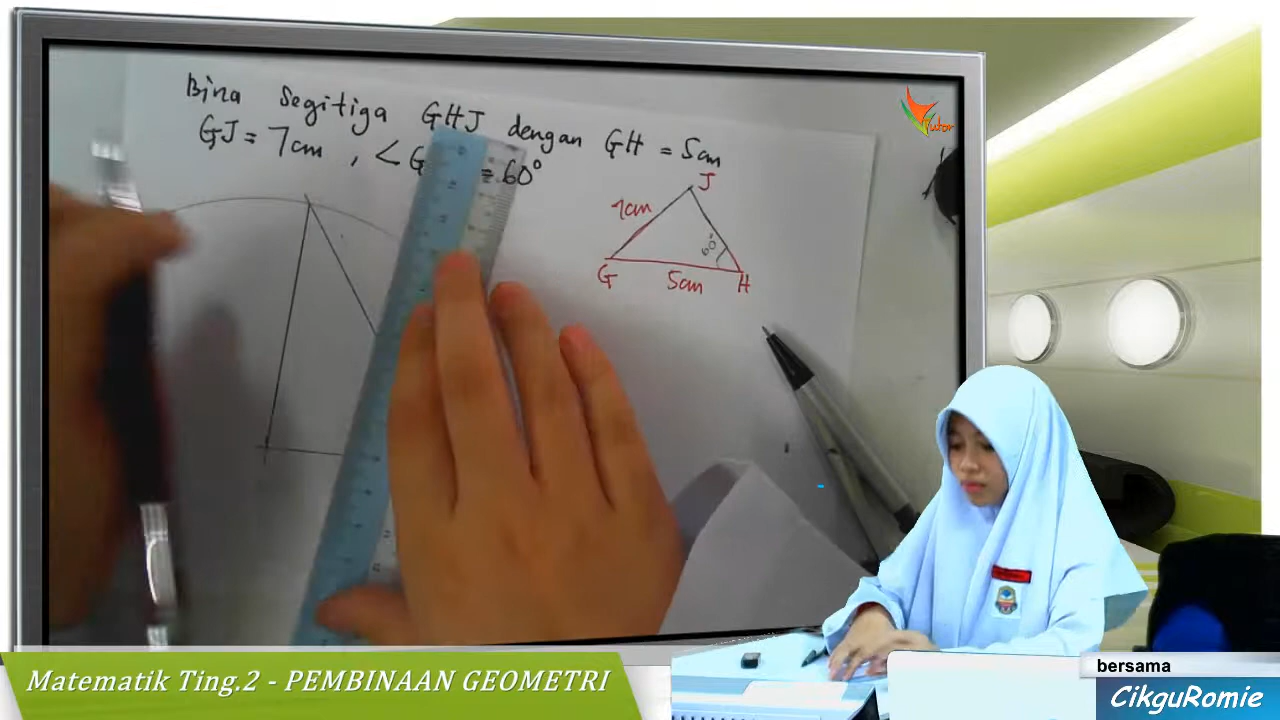 Bina Segitiga GHJ dengan GH = 5cm
GJ = 7cm , ∠G = 60°
Tutor
J
7cm
60°
G
5cm
H
Matematik Ting.2 - PEMBINAAN GEOMETRI
bersama
CikguRomie